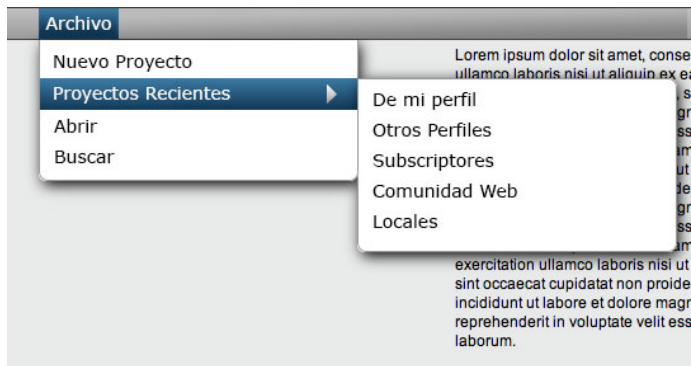 Archivo
Nuevo Proyecto
Proyectos Recientes
Abrir
Buscar
De mi perfil
Otros Perfiles
Subscriptores
Comunidad Web
Locales
Lorem ipsum dolor sit amet, conse
ullamco laboris nisi ut aliquip ex ea
exercitation ullamco laboris nisi ut
sint occaecat cupidatat non proide
incididunt ut labore et dolore magr
reprehenderit in voluptate velit ess
laborum.